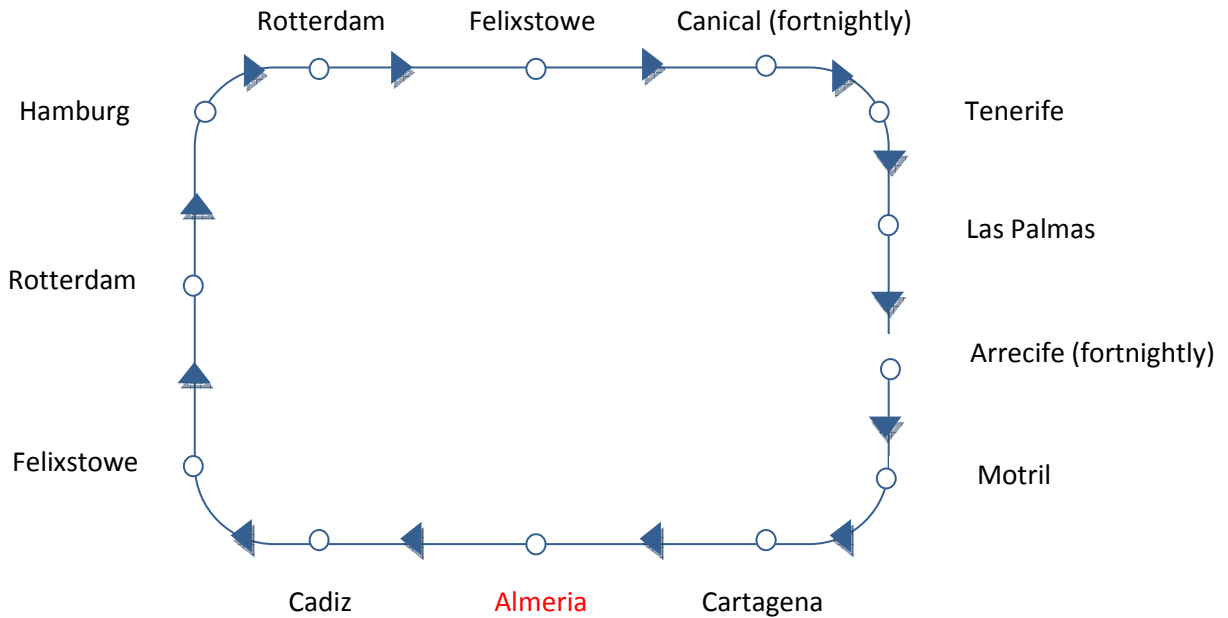 Rotterdam
Felixstowe
Canical (fortnightly)
Hamburg
Tenerife
Las Palmas
Rotterdam
Arrecife (fortnightly)
Felixstowe
Motril
Cadiz
Almeria
Cartagena